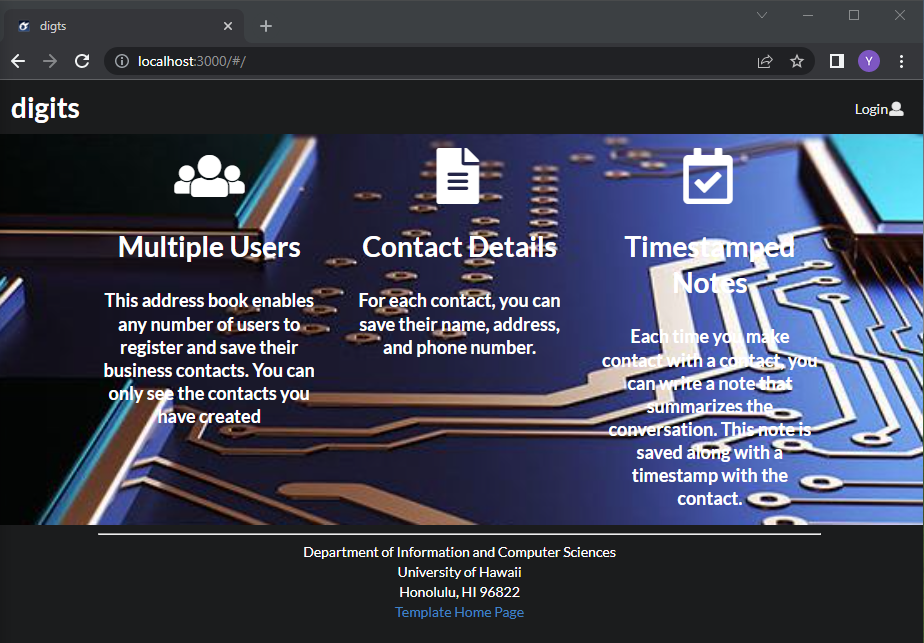 digts
localhost:3000/#/
Y
digits
Login
Multiple Users
This address book enables
any number of users to
register and save their
business contacts. You can
only see the contacts you
have created
Contact Details
For each contact, you can
save their name, address,
and phone number.
Timestamped
Notes
Each time you make
contact with a contact, you
can write a note that
summarizes the
conversation. This note is
saved along with a
timestamp with the
contact.
Department of Information and Computer Sciences
University of Hawaii
Honolulu, HI 96822
Template Home Page